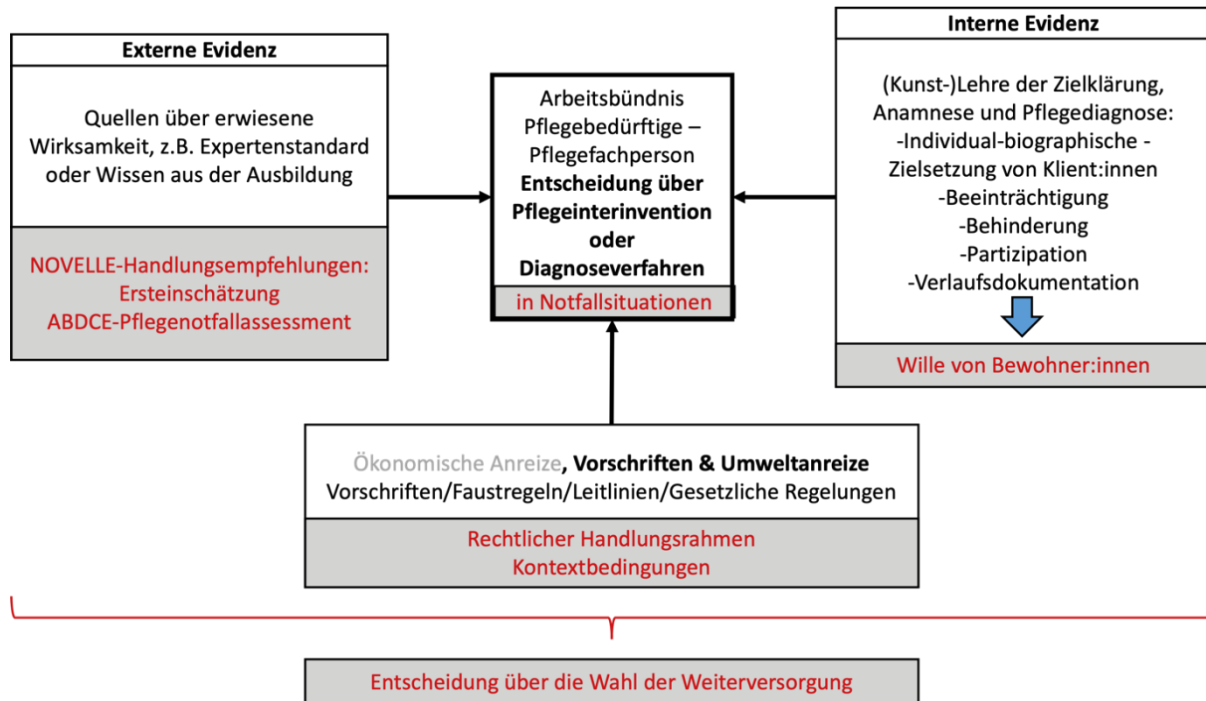 Externe Evidenz
Quellen über erwiesene
Wirksamkeit, z.B. Expertenstandard
oder Wissen aus der Ausbildung
NOVELLE-Handlungsempfehlungen:
Ersteinschätzung
ABDCE-Pflegenotfallassessment
Arbeitsbündnis
Pflegebedürftige –
Pflegefachperson
Entscheidung über
Pflegeinterinvention
oder
Diagnoseverfahren
in Notfallsituationen
Interne Evidenz
(Kunst-)Lehre der Zielklärung,
Anamnese und Pflegediagnose:
-Individual-biographische -
Zielsetzung von Klient:innen
-Beeinträchtigung
-Behinderung
-Partizipation
-Verlaufsdokumentation
Wille von Bewohner:innen
Ökonomische Anreize, Vorschriften & Umweltanreize
Vorschriften/Faustregeln/Leitlinien/Gesetzliche Regelungen
Rechtlicher Handlungsrahmen
Kontextbedingungen
Entscheidung über die Wahl der Weiterversorgung